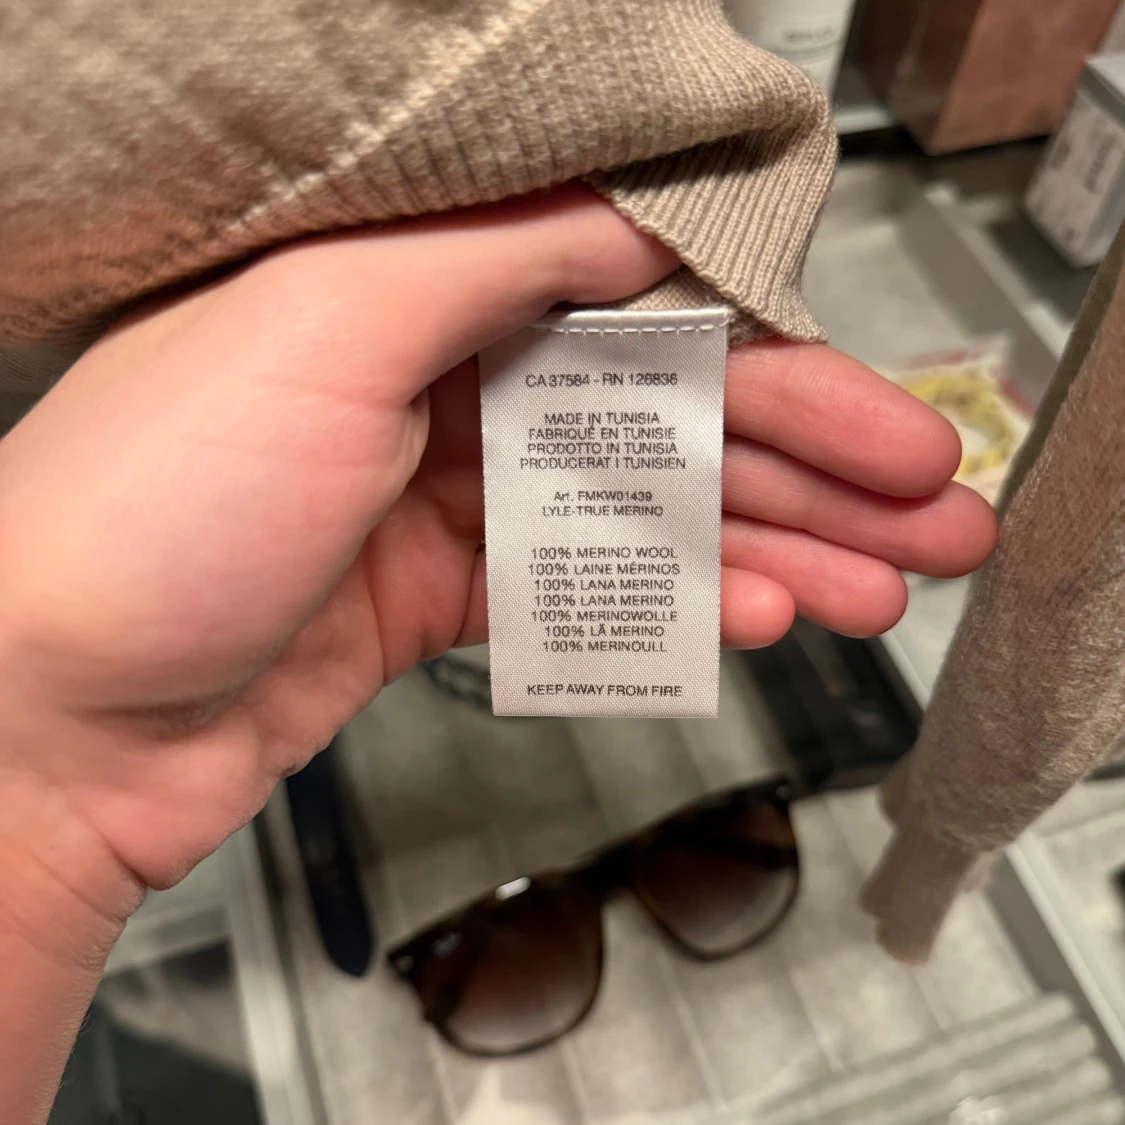 CA 37584 - RN 126836
MADE IN TUNISIA
FABRIQUÉ EN TUNISIE
PRODOTTO IN TUNISIA
PRODUCERAT I TUNISIEN
Art. FMKW01439
LYLE-TRUE MERINO
100% MERINO WOOL
100% LAINE MÉRINOS
100% LANA MERINO
100% LANA MERINO
100% MERINOWOLLE
100% LÃ MERINO
100% MERINOULL
KEEP AWAY FROM FIRE